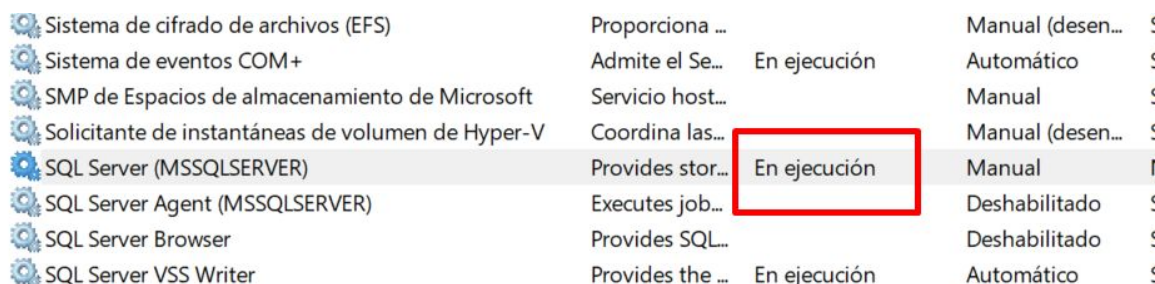 Sistema de cifrado de archivos (EFS) Proporciona ... Manual (desen... S
Sistema de eventos COM+ Admite el Se... En ejecución Automático S
SMP de Espacios de almacenamiento de Microsoft Servicio host... Manual S
Solicitante de instantáneas de volumen de Hyper-V Coordina las... Manual (desen... S
SQL Server (MSSQLSERVER) Provides stor... En ejecución Manual
SQL Server Agent (MSSQLSERVER) Executes job... Deshabilitado S
SQL Server Browser Provides SQL... Deshabilitado S
SQL Server VSS Writer Provides the ... En ejecución Automático S